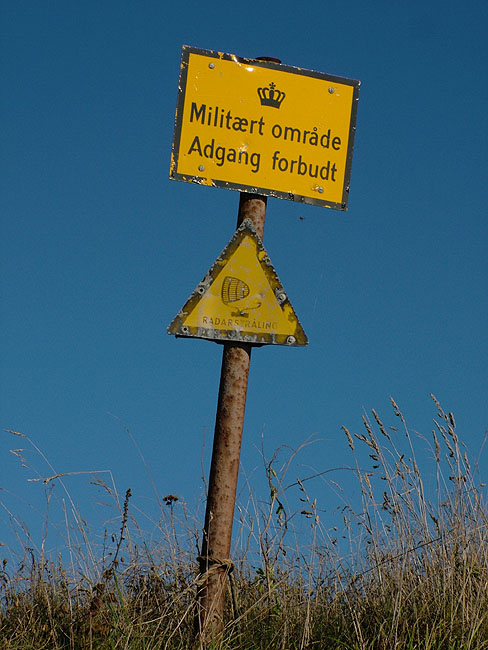 Militært område
Adgang forbudt
RADARSTRÅLING